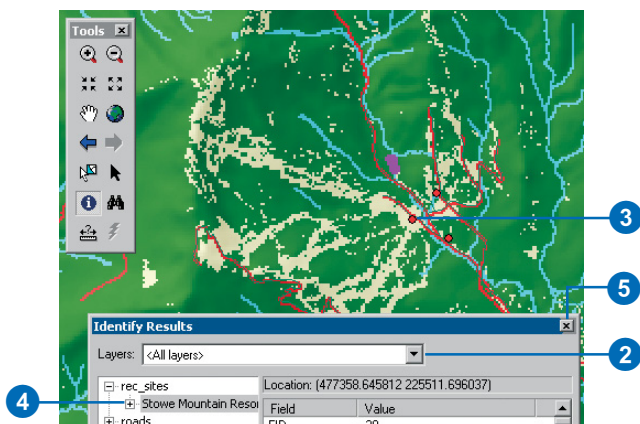 Tools
3
5
Identify Results
Layers: <All layers>
2
rec_sites
Location: (477358.645812 225511.696037)
4
Stowe Mountain Resor
Field Value
roads